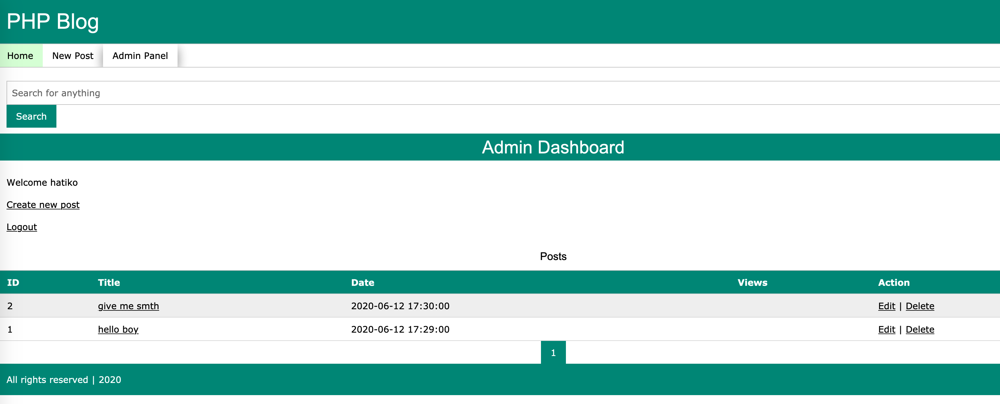 PHP Blog
Home New Post Admin Panel
Search for anything
Search
Admin Dashboard
Welcome hatiko
Create new post
Logout
Posts
ID Title Date Views Action
2 give me smth 2020-06-12 17:30:00 Edit | Delete
1 hello boy 2020-06-12 17:29:00 Edit | Delete
1
All rights reserved | 2020